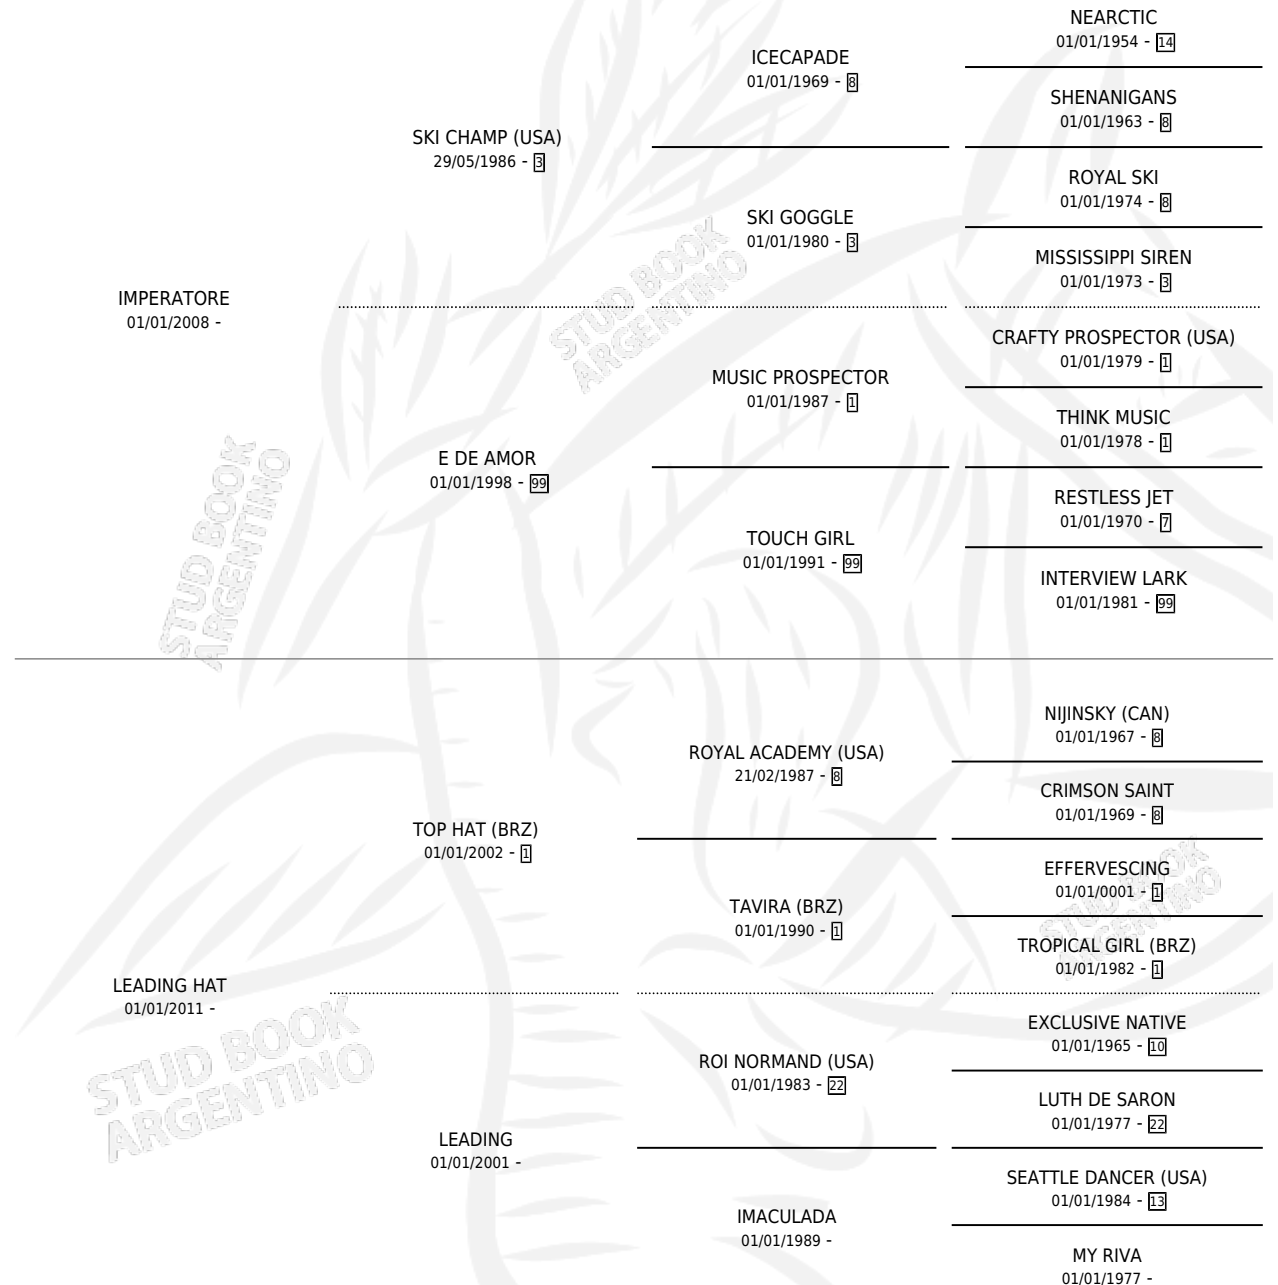 NEARCTIC
01/01/1954 - 14
ICECAPADE
01/01/1969 - 8
SHENANIGANS
01/01/1963 - 8
SKI CHAMP (USA)
29/05/1986 - 3
ROYAL SKI
01/01/1974 - 8
SKI GOGGLE
01/01/1980 - 3
MISSISSIPPI SIREN
01/01/1973 - 3
IMPERATORE
01/01/2008 -
CRAFTY PROSPECTOR (USA)
01/01/1979 - 1
MUSIC PROSPECTOR
01/01/1987 - 1
THINK MUSIC
01/01/1978 - 1
E DE AMOR
01/01/1998 - 99
RESTLESS JET
01/01/1970 - 7
TOUCH GIRL
01/01/1991 - 99
INTERVIEW LARK
01/01/1981 - 99
NIJINSKY (CAN)
01/01/1967 - 8
ROYAL ACADEMY (USA)
21/02/1987 - 8
CRIMSON SAINT
01/01/1969 - 8
TOP HAT (BRZ)
01/01/2002 - 1
EFFERVESCING
01/01/0001 - 1
TAVIRA (BRZ)
01/01/1990 - 1
TROPICAL GIRL (BRZ)
01/01/1982 - 1
LEADING HAT
01/01/2011 -
EXCLUSIVE NATIVE
01/01/1965 - 10
ROI NORMAND (USA)
01/01/1983 - 22
LUTH DE SARON
01/01/1977 - 22
LEADING
01/01/2001 -
SEATTLE DANCER (USA)
01/01/1984 - 13
IMACULADA
01/01/1989 -
MY RIVA
01/01/1977 -
STUD BOOK
ARGENTINO
STUD BOOK
ARGENTINO
STUD BOOK
ARGENTINO
STUD BOOK
ARGENTINO